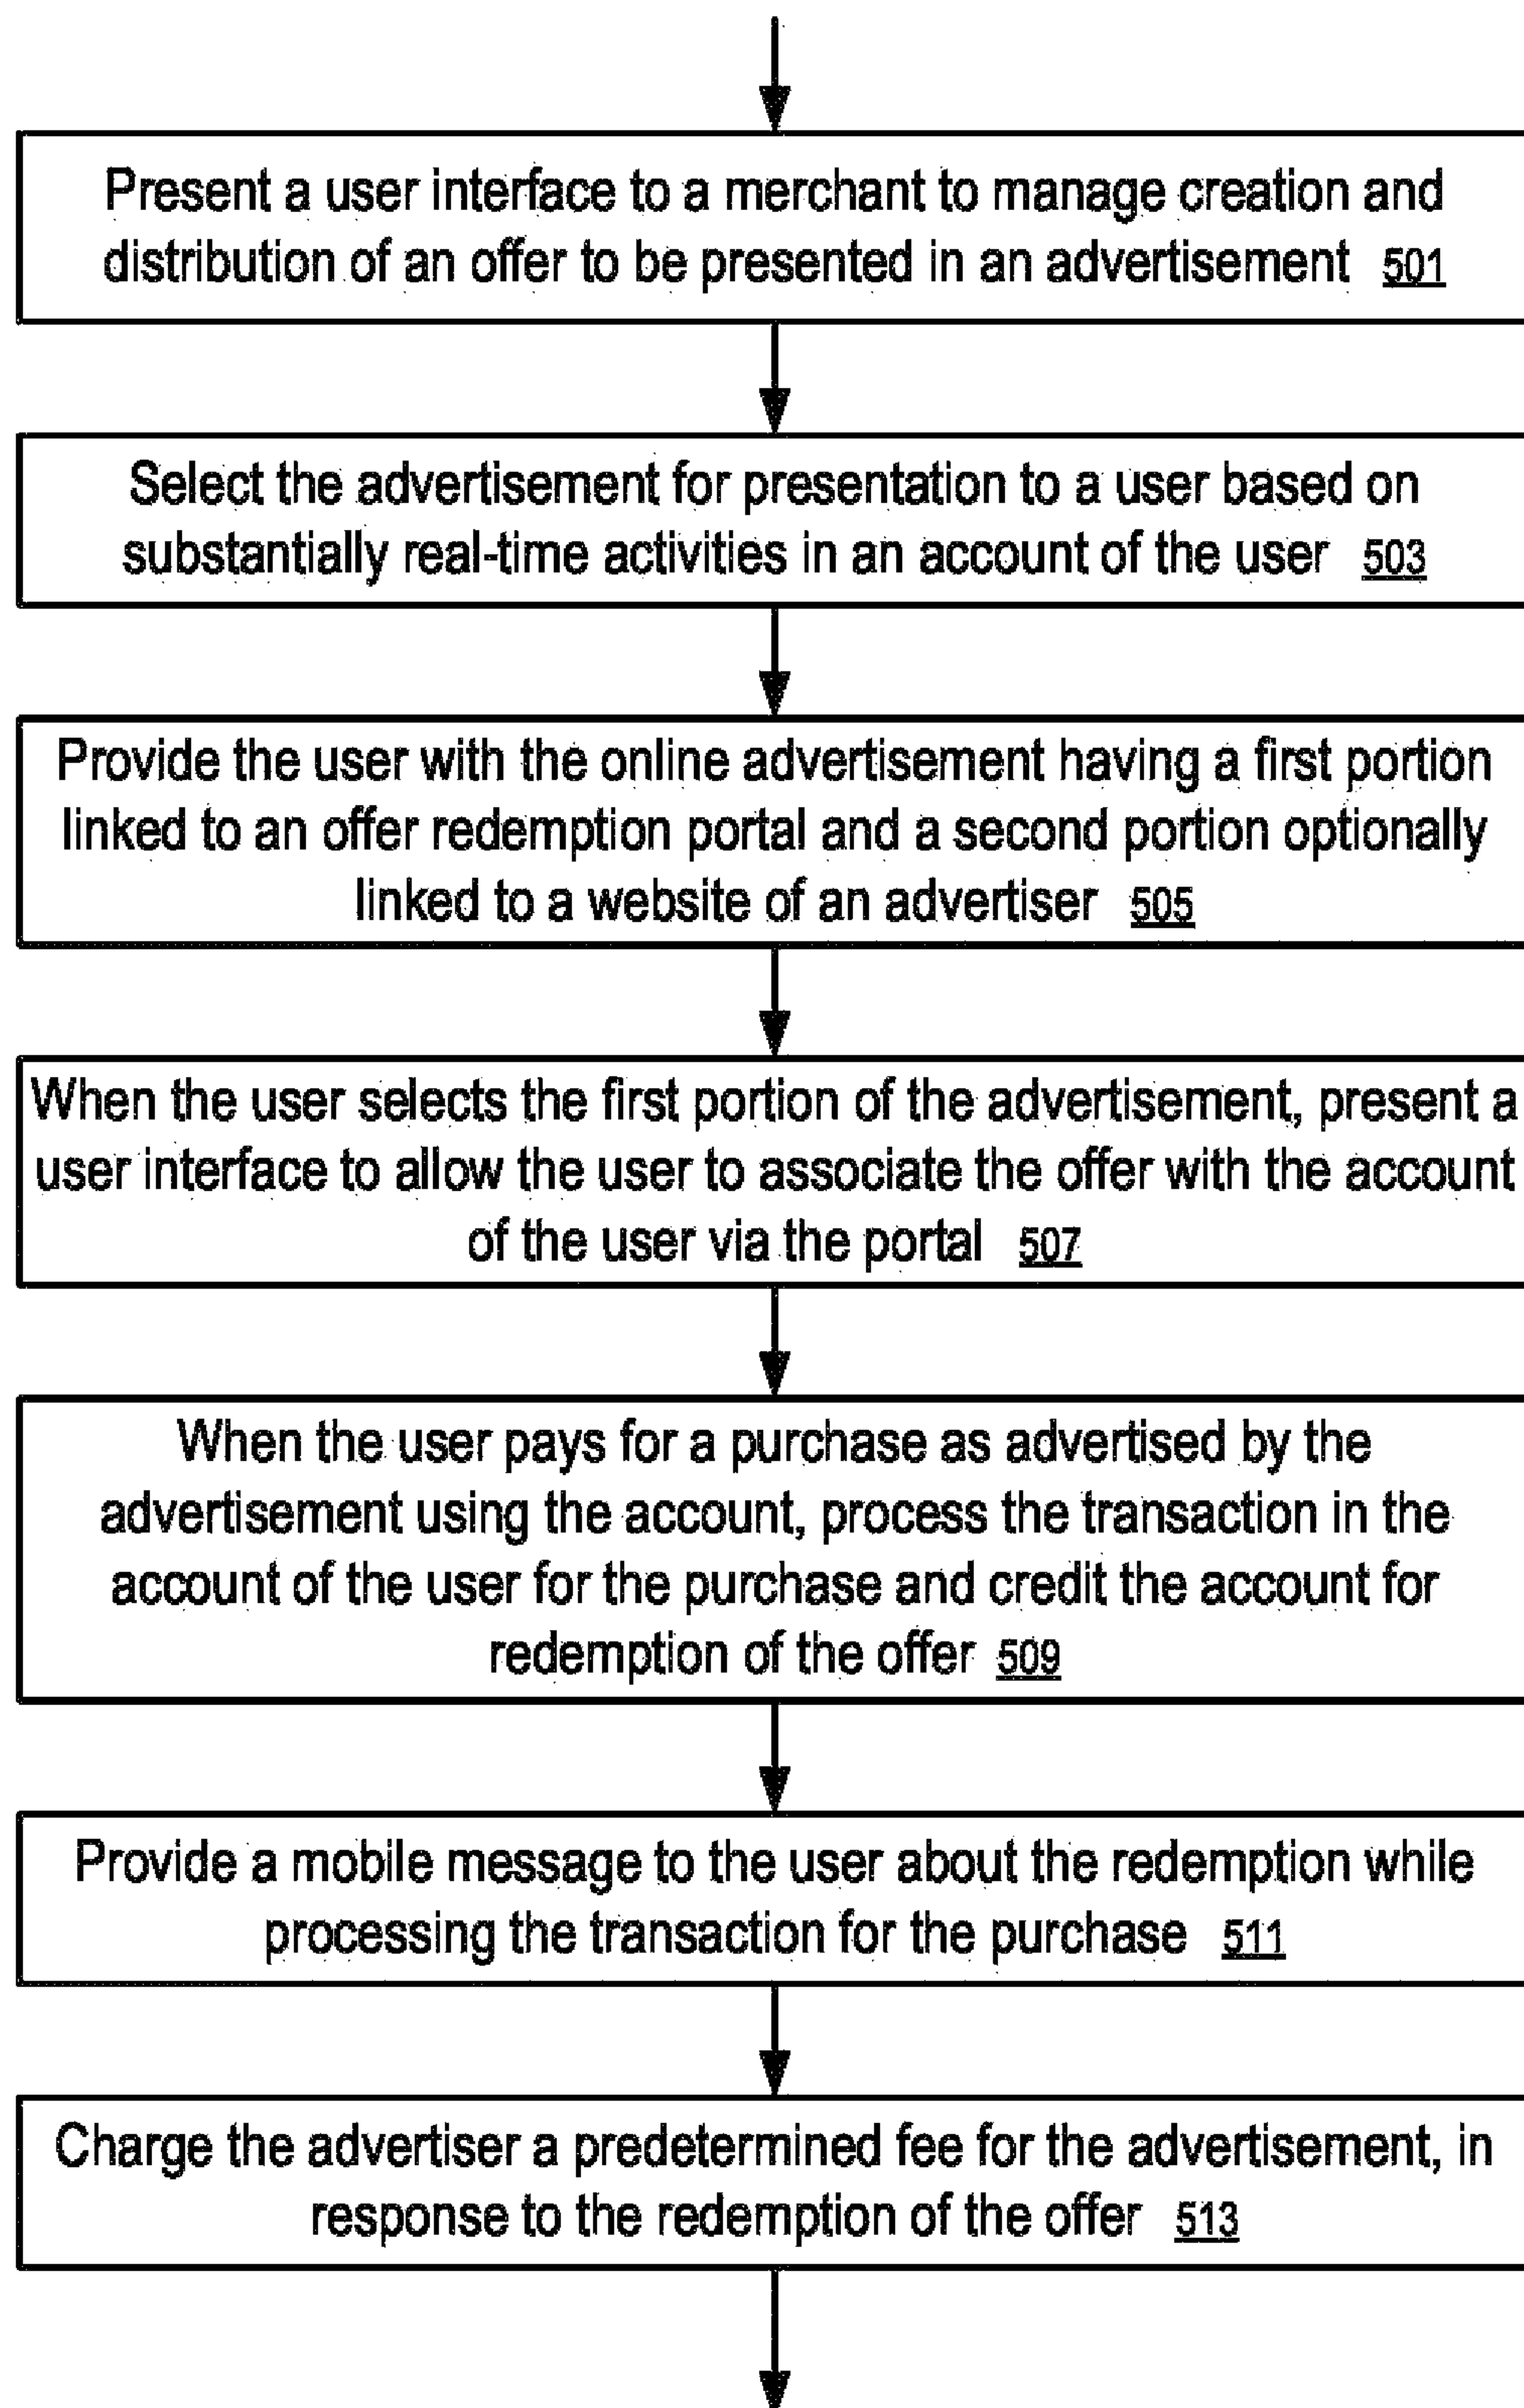 Present a user interface to a merchant to manage creation and
distribution of an offer to be presented in an advertisement 501
Select the advertisement for presentation to a user based on
substantially real-time activities in an account of the user 503
Provide the user with the online advertisement having a first portion
linked to an offer redemption portal and a second portion optionally
linked to a website of an advertiser 505
When the user selects the first portion of the advertisement, present a
user interface to allow the user to associate the offer with the account
of the user via the portal 507
When the user pays for a purchase as advertised by the
advertisement using the account, process the transaction in the
account of the user for the purchase and credit the account for
redemption of the offer 509
Provide a mobile message to the user about the redemption while
processing the transaction for the purchase 511
Charge the advertiser a predetermined fee for the advertisement, in
response to the redemption of the offer 513